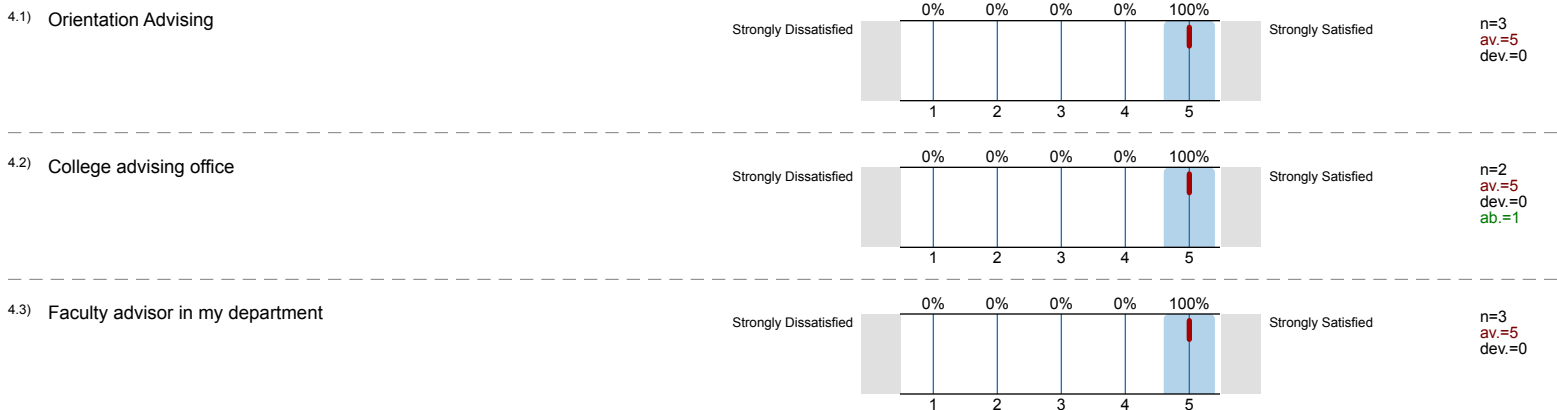 4.1) Orientation Advising
0% 0% 0% 0% 100%
Strongly Dissatisfied Strongly Satisfied
n=3
av.=5
dev.=0
1 2 3 4 5
4.2) College advising office
0% 0% 0% 0% 100%
Strongly Dissatisfied Strongly Satisfied
n=2
av.=5
dev.=0
ab.=1
1 2 3 4 5
4.3) Faculty advisor in my department
0% 0% 0% 0% 100%
Strongly Dissatisfied Strongly Satisfied
n=3
av.=5
dev.=0
1 2 3 4 5